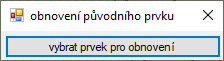 obnovení původního prvku
vybrat prvek pro obnovení